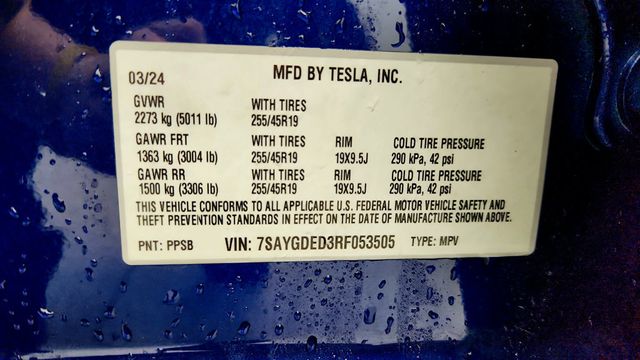 03/24 MFD BY TESLA, INC.
GVWR WITH TIRES
2273 kg (5011 lb) 255/45R19
GAWR FRT WITH TIRES RIM COLD TIRE PRESSURE
1363 kg (3004 lb) 255/45R19 19X9.5J 290 kPa, 42 psi
GAWR RR WITH TIRES RIM COLD TIRE PRESSURE
1500 kg (3306 lb) 255/45R19 19X9.5J 290 kPa, 42 psi
THIS VEHICLE CONFORMS TO ALL APPLICABLE U.S. FEDERAL MOTOR VEHICLE SAFETY AND
THEFT PREVENTION STANDARDS IN EFFECT ON THE DATE OF MANUFACTURE SHOWN ABOVE.
PNT: PPSB VIN: 7SAYGDED3RF053505 TYPE: MPV